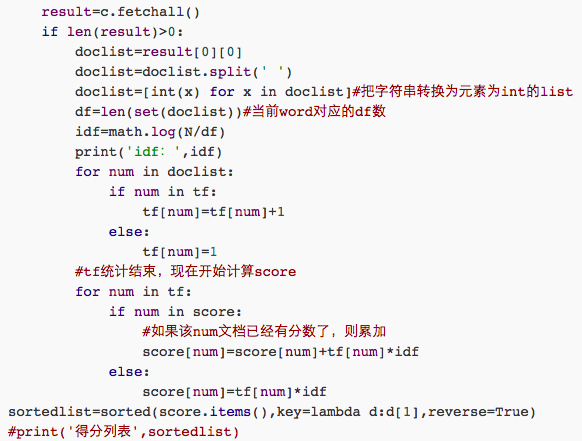 result=c.fetchall()
    if len(result)>0:
        doclist=result[0][0]
        doclist=doclist.split(' ')
        doclist=[int(x) for x in doclist]#把字符串转换为元素为int的list
        df=len(set(doclist))#当前word对应的df数
        idf=math.log(N/df)
        print('idf：',idf)
        for num in doclist:
            if num in tf:
                tf[num]=tf[num]+1
            else:
                tf[num]=1
        #tf统计结束，现在开始计算score
        for num in tf:
            if num in score:
                #如果该num文档已经有分数了，则累加
                score[num]=score[num]+tf[num]*idf
            else:
                score[num]=tf[num]*idf
sortedlist=sorted(score.items(),key=lambda d:d[1],reverse=True)
#print('得分列表',sortedlist)